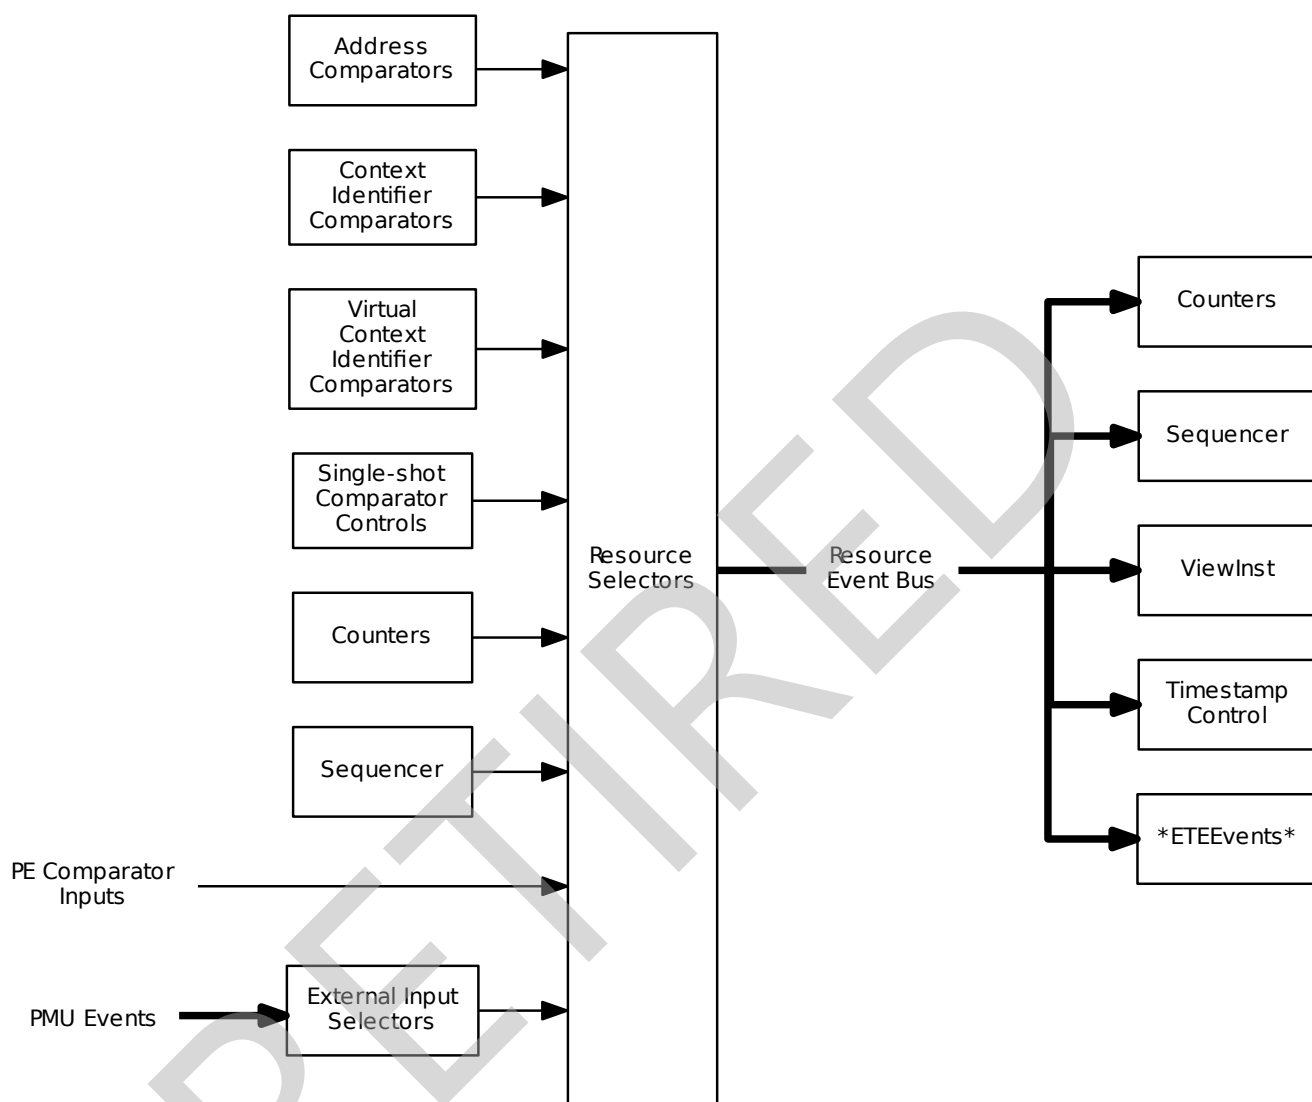 Address
Comparators
Context
Identifier
Comparators
Virtual
Context
Identifier
Comparators
Single-shot
Comparator
Controls
Counters
Sequencer
PE Comparator
Inputs
PMU Events
External Input
Selectors
Resource
Selectors
Resource
Event Bus
Counters
Sequencer
ViewInst
Timestamp
Control
*ETEEvents*
RETIRED